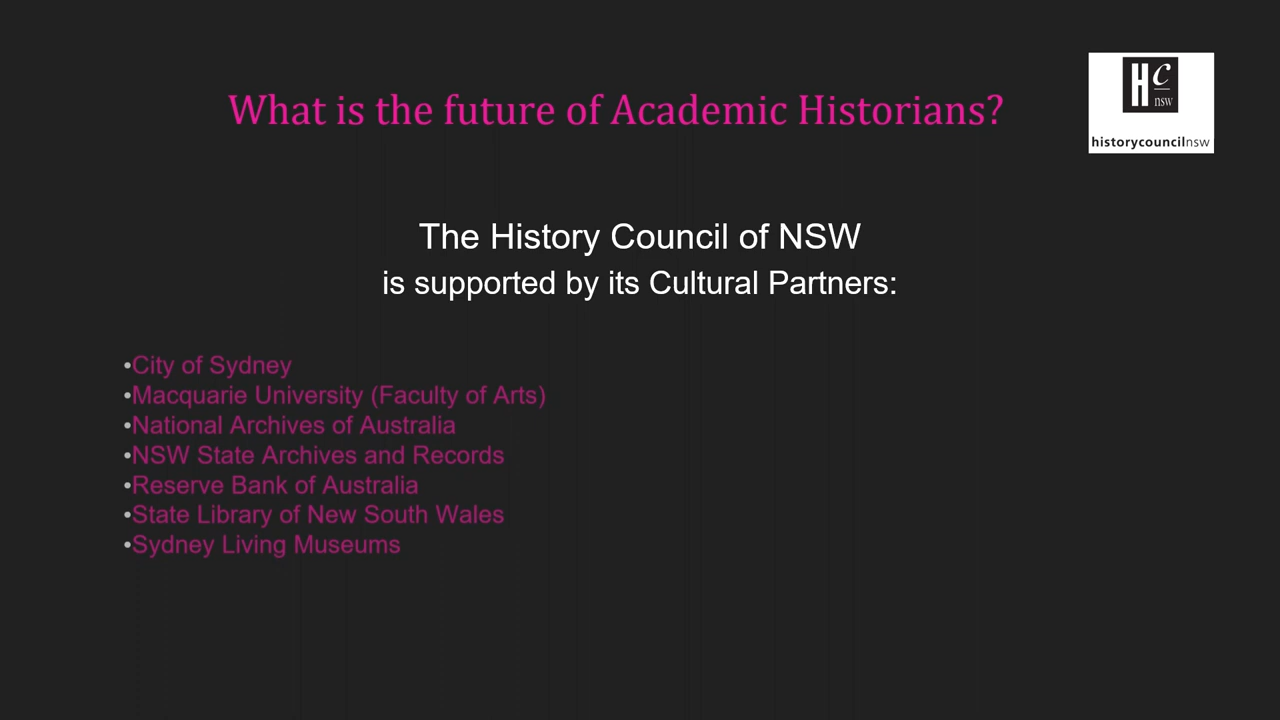 What is the future of Academic Historians?
Hc
nsw
historycouncilnsw
The History Council of NSW
is supported by its Cultural Partners:
•City of Sydney
•Macquarie University (Faculty of Arts)
•National Archives of Australia
•NSW State Archives and Records
•Reserve Bank of Australia
•State Library of New South Wales
•Sydney Living Museums